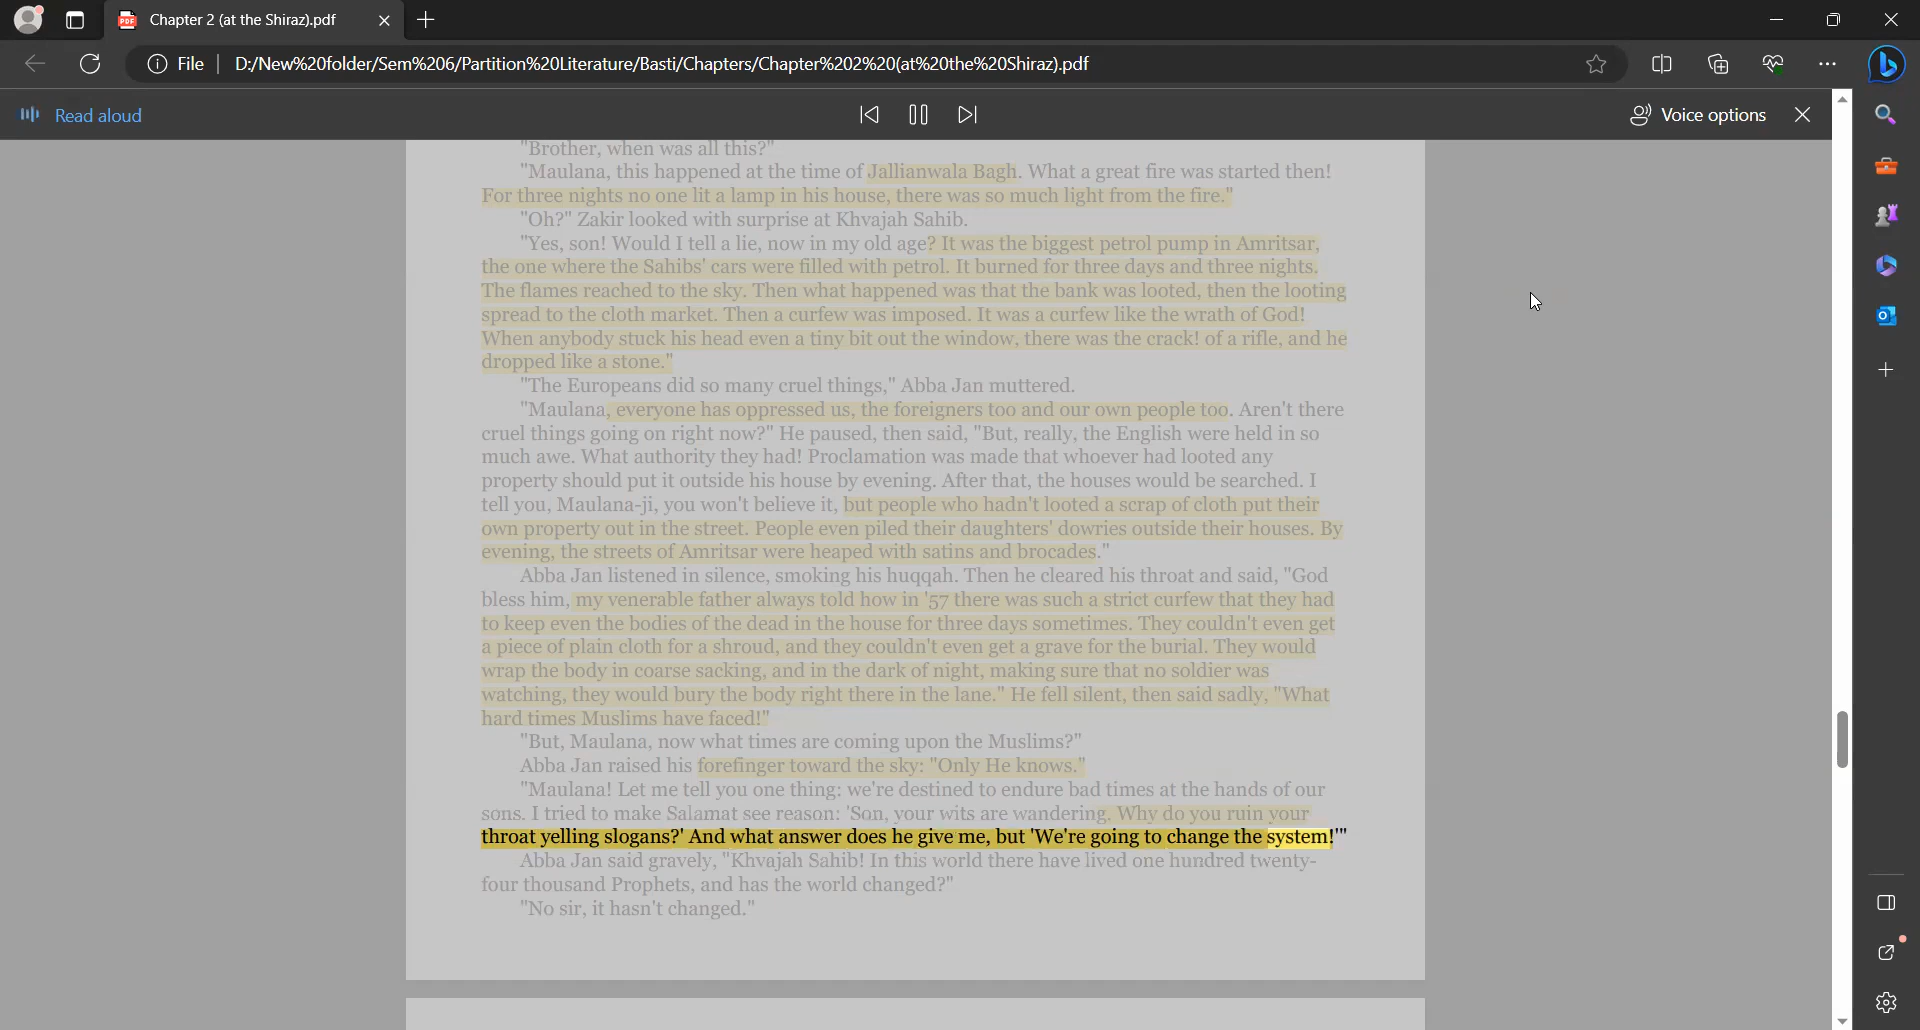 Chapter 2 (at the Shiraz).pdf
File
D:/New%20folder/Sem%206/Partition%20Literature/Basti/Chapters/Chapter%202%20(at%20the%20Shiraz).pdf
Read aloud
Voice options
"Brother, when was all this?"
"Maulana, this happened at the time of Jallianwala Bagh. What a great fire was started then!
For three nights no one lit a lamp in his house, there was so much light from the fire."
"Oh?" Zakir looked with surprise at Khvajah Sahib.
"Yes, son! Would I tell a lie, now in my old age? It was the biggest petrol pump in Amritsar,
the one where the Sahibs' cars were filled with petrol. It burned for three days and three nights.
The flames reached to the sky. Then what happened was that the bank was looted, then the looting
spread to the cloth market. Then a curfew was imposed. It was a curfew like the wrath of God!
When anybody stuck his head even a tiny bit out the window, there was the crack! of a rifle, and he
dropped like a stone."
"The Europeans did so many cruel things," Abba Jan muttered.
"Maulana, everyone has oppressed us, the foreigners too and our own people too. Aren't there
cruel things going on right now?" He paused, then said, "But, really, the English were held in so
much awe. What authority they had! Proclamation was made that whoever had looted any
property should put it outside his house by evening. After that, the houses would be searched. I
tell you, Maulana-ji, you won't believe it, but people who hadn't looted a scrap of cloth put their
own property out in the street. People even piled their daughters' dowries outside their houses. By
evening, the streets of Amritsar were heaped with satins and brocades."
Abba Jan listened in silence, smoking his huqqah. Then he cleared his throat and said, "God
bless him, my venerable father always told how in '57 there was such a strict curfew that they had
to keep even the bodies of the dead in the house for three days sometimes. They couldn't even get
a piece of plain cloth for a shroud, and they couldn't even get a grave for the burial. They would
wrap the body in coarse sacking, and in the dark of night, making sure that no soldier was
watching, they would bury the body right there in the lane." He fell silent, then said sadly, "What
hard times Muslims have faced!"
"But, Maulana, now what times are coming upon the Muslims?"
Abba Jan raised his forefinger toward the sky: "Only He knows."
"Maulana! Let me tell you one thing: we're destined to endure bad times at the hands of our
sons. I tried to make Salamat see reason: 'Son, your wits are wandering. Why do you ruin your
throat yelling slogans?' And what answer does he give me, but 'We're going to change the system!'"
Abba Jan said gravely, "Khvajah Sahib! In this world there have lived one hundred twenty-
four thousand Prophets, and has the world changed?"
"No sir, it hasn't changed."